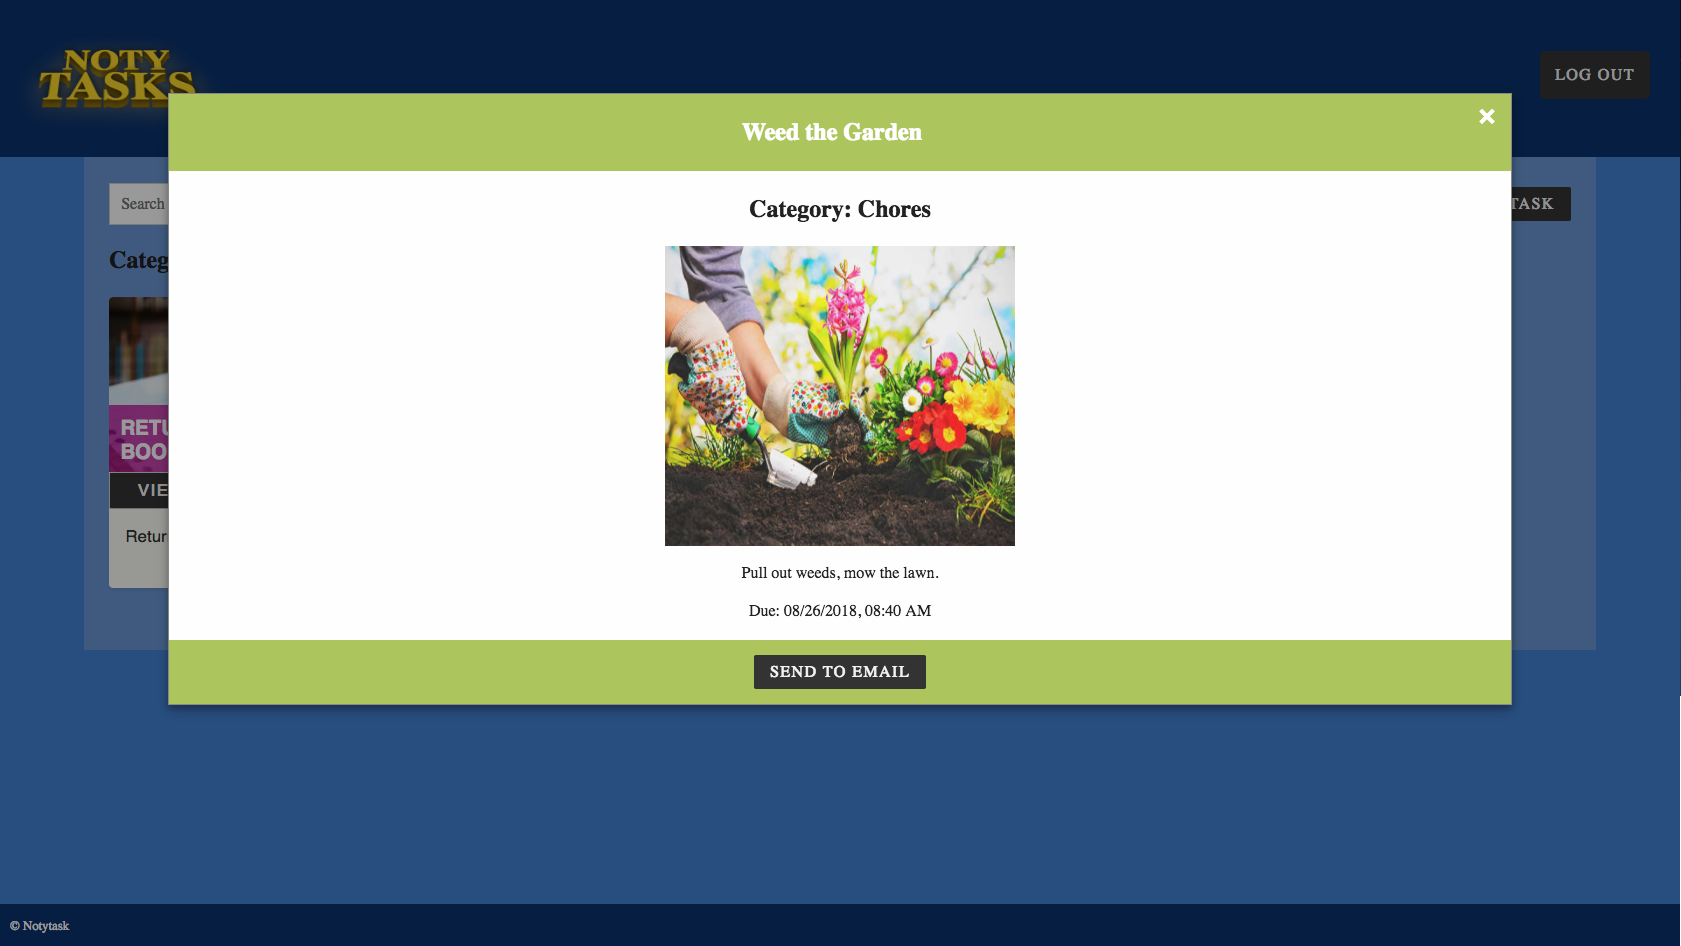 NOTY
TASKS
LOG OUT
Weed the Garden
×
Search
TASK
Category: Chores
Categ
RETU
BOO
VIE
Retur
Pull out weeds, mow the lawn.
Due: 08/26/2018, 08:40 AM
SEND TO EMAIL
© Notytask